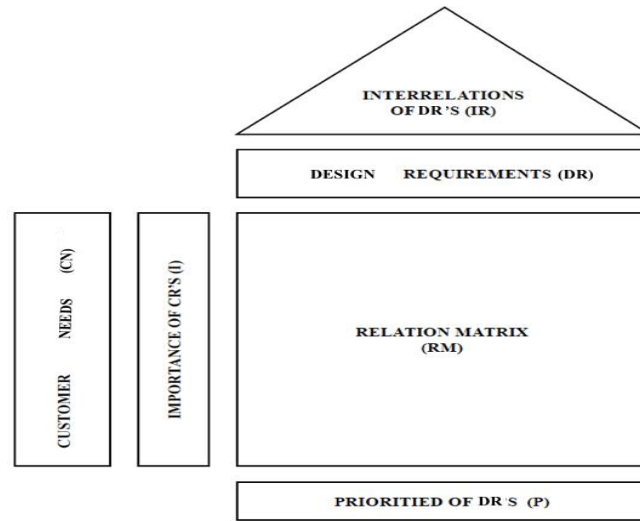 INTERRELATIONS
OF DR'S (IR)
DESIGN REQUIREMENTS (DR)
CUSTOMER NEEDS (CN)
IMPORTANCE OF CR'S (I)
RELATION MATRIX
(RM)
PRIORITIED OF DR'S (P)